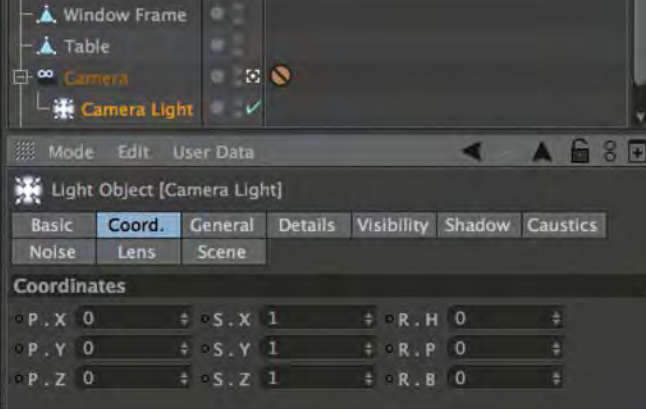 Window Frame
Table
Camera
Camera Light
Mode Edit User Data
Light Object [Camera Light]
Basic Coord. General Details Visibility Shadow Caustics
Noise Lens Scene
Coordinates
P . X 0 S . X 1 R . H 0
P . Y 0 S . Y 1 R . P 0
P . Z 0 S . Z 1 R . B 0